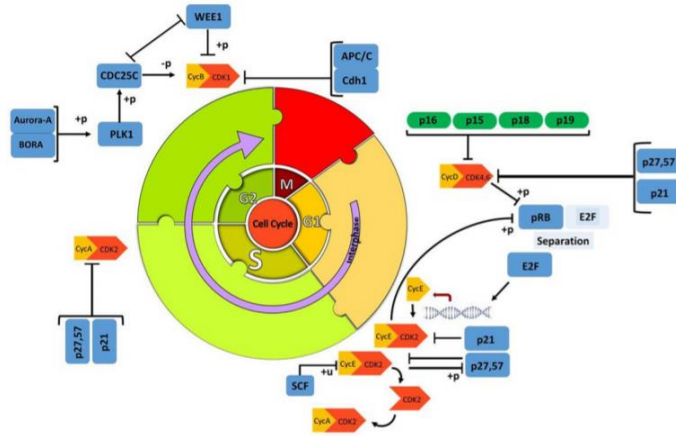 WEE1
+p
CDC25C
-p
CycB CDK1
APC/C
Cdh1
+p
Aurora-A
BORA
+p
PLK1
p16 p15 p18 p19
CycD CDK4,6
p27,57
p21
+p
pRB E2F
+p
Separation
E2F
G2
M
G1
Cell Cycle
S
Interphase
CycA CDK2
p27,57
p21
CycE
CycE CDK2
p21
CycE CDK2
p27,57
+p
SCF
+u
CDK2
CycA CDK2